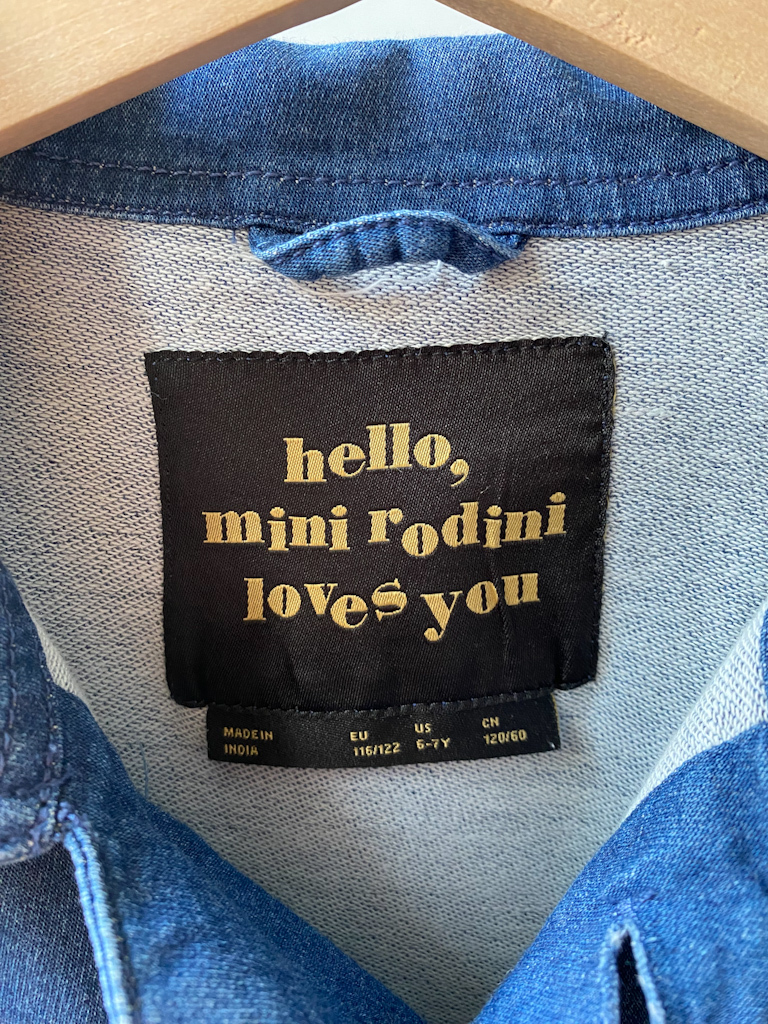 hello,
mini rodini
loves you
MADE IN EU US CN
INDIA 116/122 6-7Y 120/60